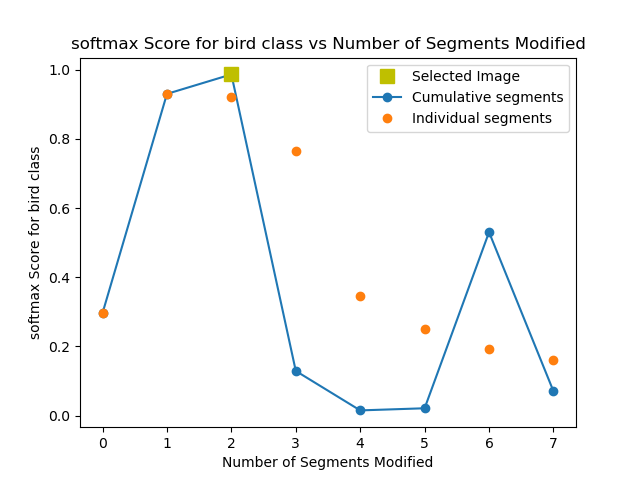 softmax Score for bird class vs Number of Segments Modified
softmax Score for bird class
1.0
0.8
0.6
0.4
0.2
0.0
Selected Image
Cumulative segments
Individual segments
0 1 2 3 4 5 6 7
Number of Segments Modified